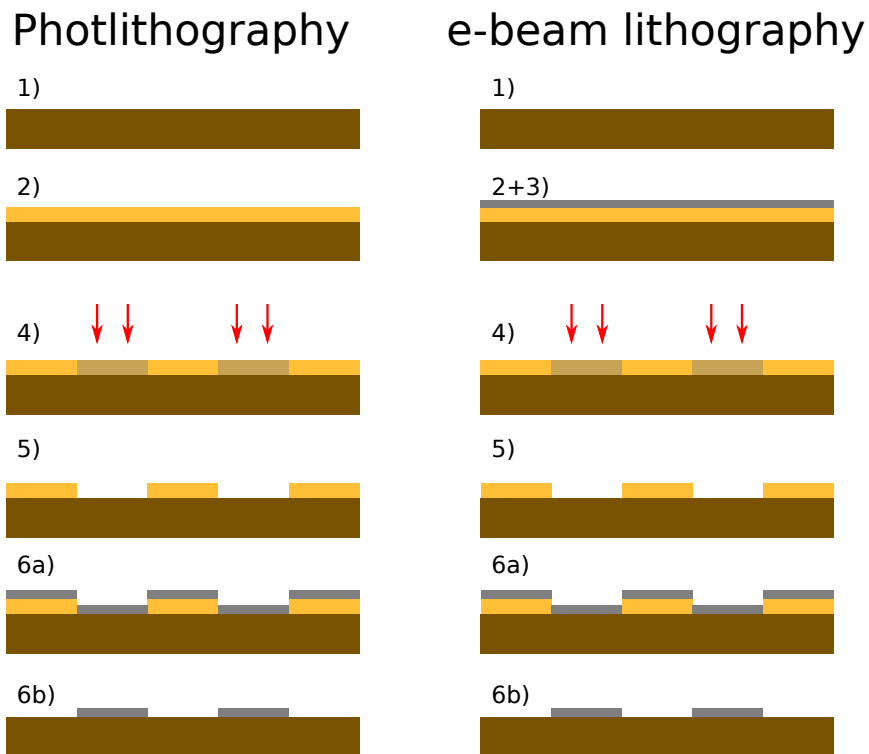 Photlithography
1)
2)
4)
5)
6a)
6b)
e-beam lithography
1)
2+3)
4)
5)
6a)
6b)